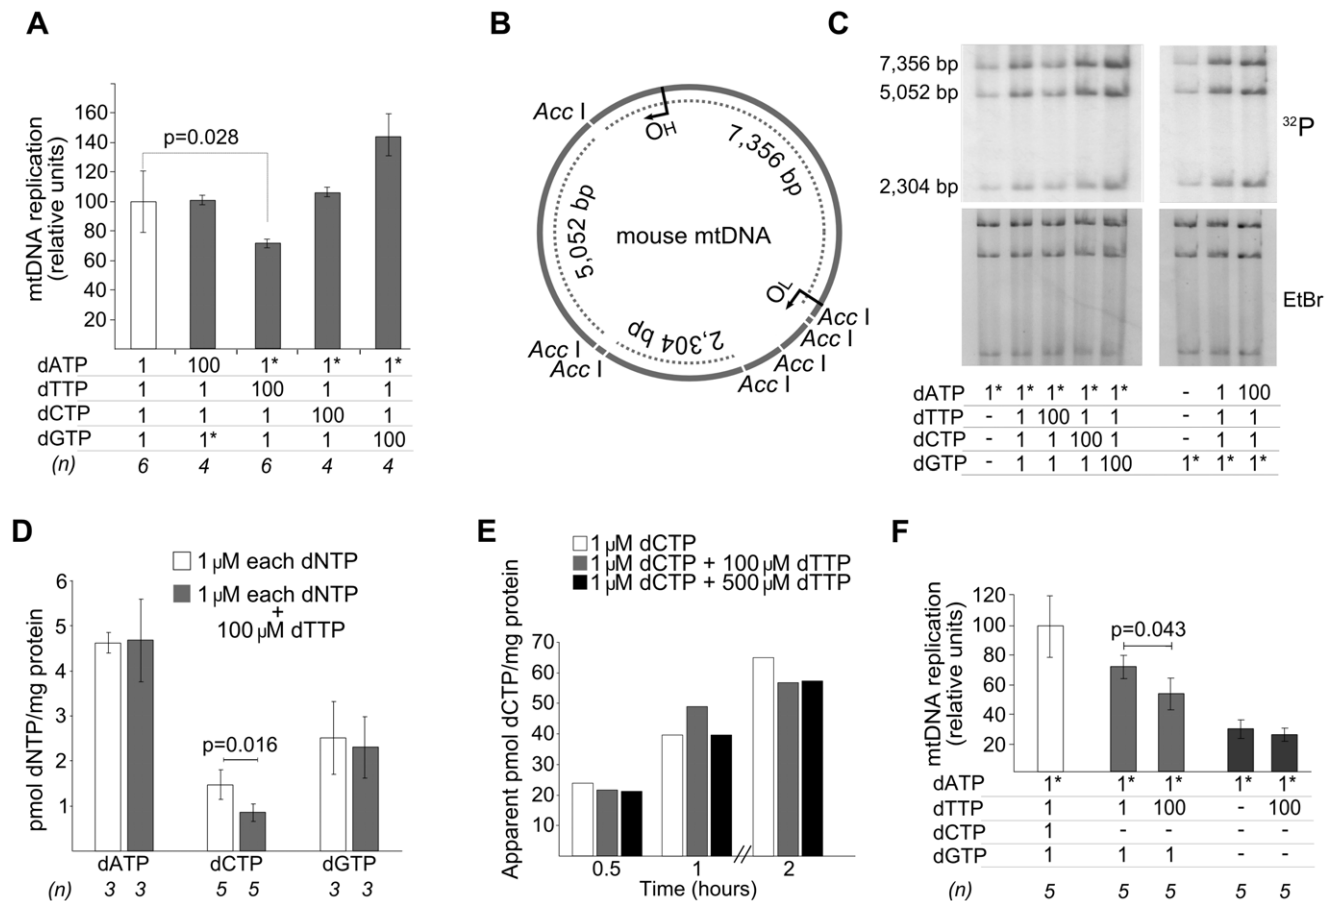 A
mtDNA replication
(relative units)
160
140
120
100
80
60
40
20
p=0.028
dATP 1 100 1* 1* 1*
dTTP 1 1 100 1 1
dCTP 1 1 1 100 1
dGTP 1 1* 1 1 100
(n) 6 4 6 4 4
B
Acc I
OH
7,356 bp
5,052 bp
mouse mtDNA
OL
Acc I
Acc I
Acc I
Acc I
2,304 bp
Acc I
Acc I
C
7,356 bp
5,052 bp
2,304 bp
32P
EtBr
dATP 1* 1* 1* 1* 1* - 1 100
dTTP - 1 100 1 1 - 1 1
dCTP - 1 1 100 1 - 1 1
dGTP - 1 1 1 100 1* 1* 1*
D
pmol dNTP/mg protein
6
5
4
3
2
1
1 µM each dNTP
1 µM each dNTP
+
100 µM dTTP
p=0.016
dATP dCTP dGTP
(n) 3 3 5 5 3 3
E
1 µM dCTP
1 µM dCTP + 100 µM dTTP
1 µM dCTP + 500 µM dTTP
Apparent pmol dCTP/mg protein
70
60
50
40
30
20
10
0.5 1 2
Time (hours)
F
mtDNA replication
(relative units)
120
100
80
60
40
20
p=0.043
dATP 1* 1* 1* 1* 1*
dTTP 1 1 100 - 100
dCTP 1 - - - -
dGTP 1 1 1 - -
(n) 5 5 5 5 5